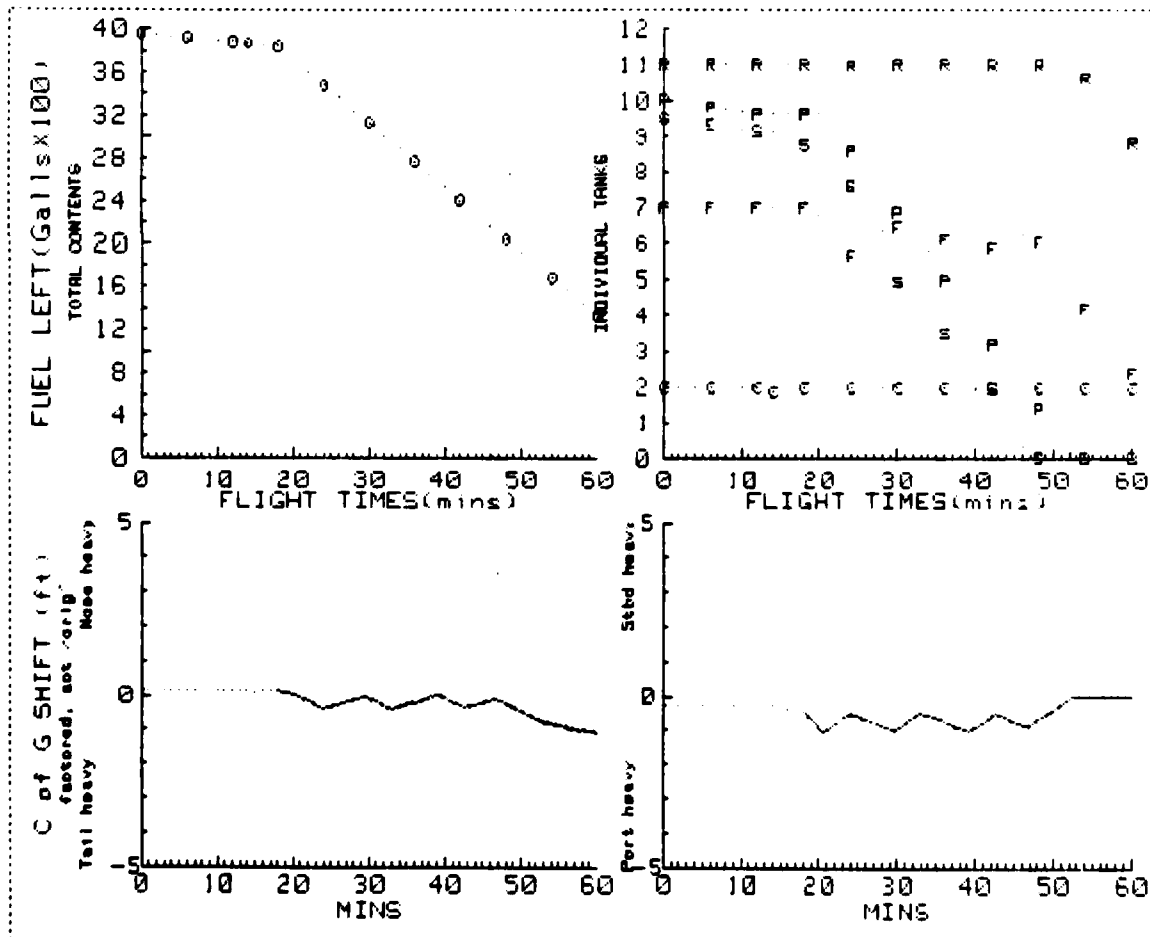 FUEL LEFT(Galls×100)
TOTAL CONTENTS
40
36
32
28
24
20
16
12
8
4
0
0 10 20 30 40 50 60
FLIGHT TIMES(mins)
INDIVIDUAL TANKS
12
11
10
9
8
7
6
5
4
3
2
1
0
R R R R R R R R R R R
P P P P P P P P P
S S S S S S S S S
F F F F F F F F F F F
0 10 20 30 40 50 60
FLIGHT TIMES(mins)
C of G SHIFT (ft)
factored, not
Tail heavy Nose heavy
5
0
-5
0 10 20 30 40 50 60
MINS
Port heavy Stbd heavy
5
0
-5
0 10 20 30 40 50 60
MINS